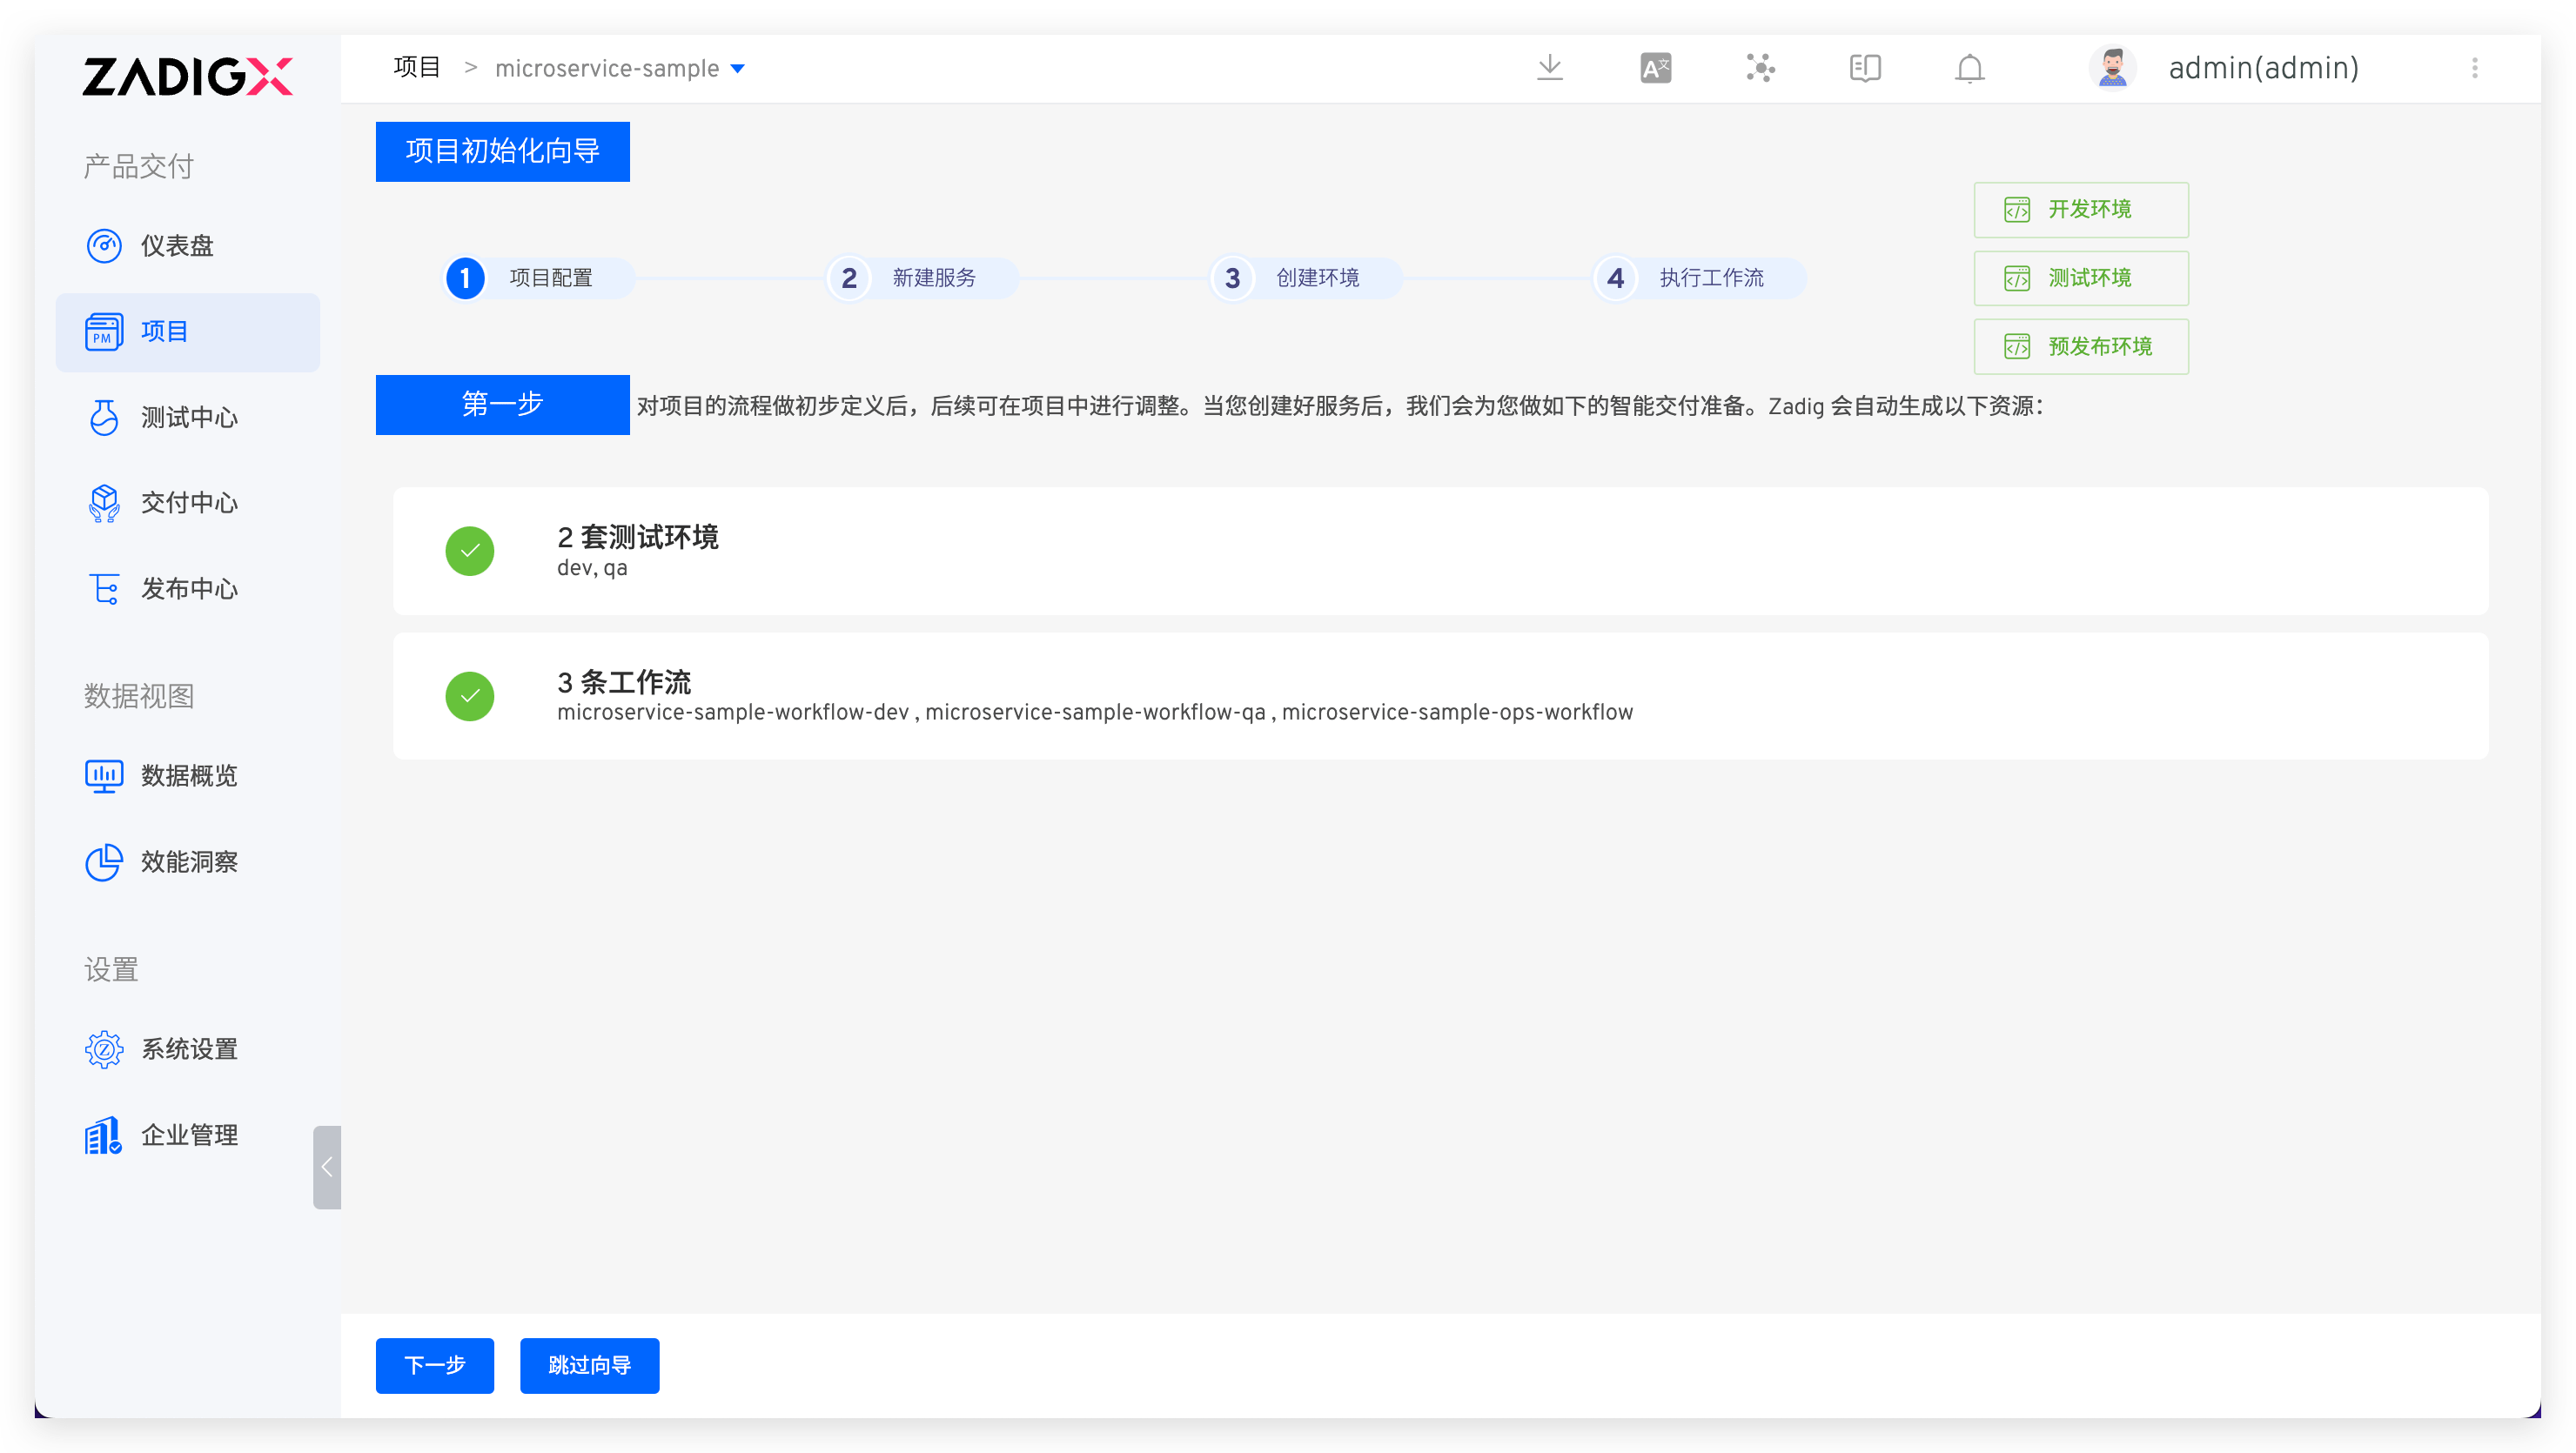 ZADIGX
项目 > microservice-sample
admin(admin)
产品交付
仪表盘
PM 项目
测试中心
交付中心
发布中心
数据视图
数据概览
效能洞察
设置
Z 系统设置
企业管理
项目初始化向导
1 项目配置
2 新建服务
3 创建环境
4 执行工作流
开发环境
测试环境
预发布环境
第一步 对项目的流程做初步定义后，后续可在项目中进行调整。当您创建好服务后，我们会为您做如下的智能交付准备。Zadig 会自动生成以下资源：
2 套测试环境
dev, qa
3 条工作流
microservice-sample-workflow-dev , microservice-sample-workflow-qa , microservice-sample-ops-workflow
下一步 跳过向导